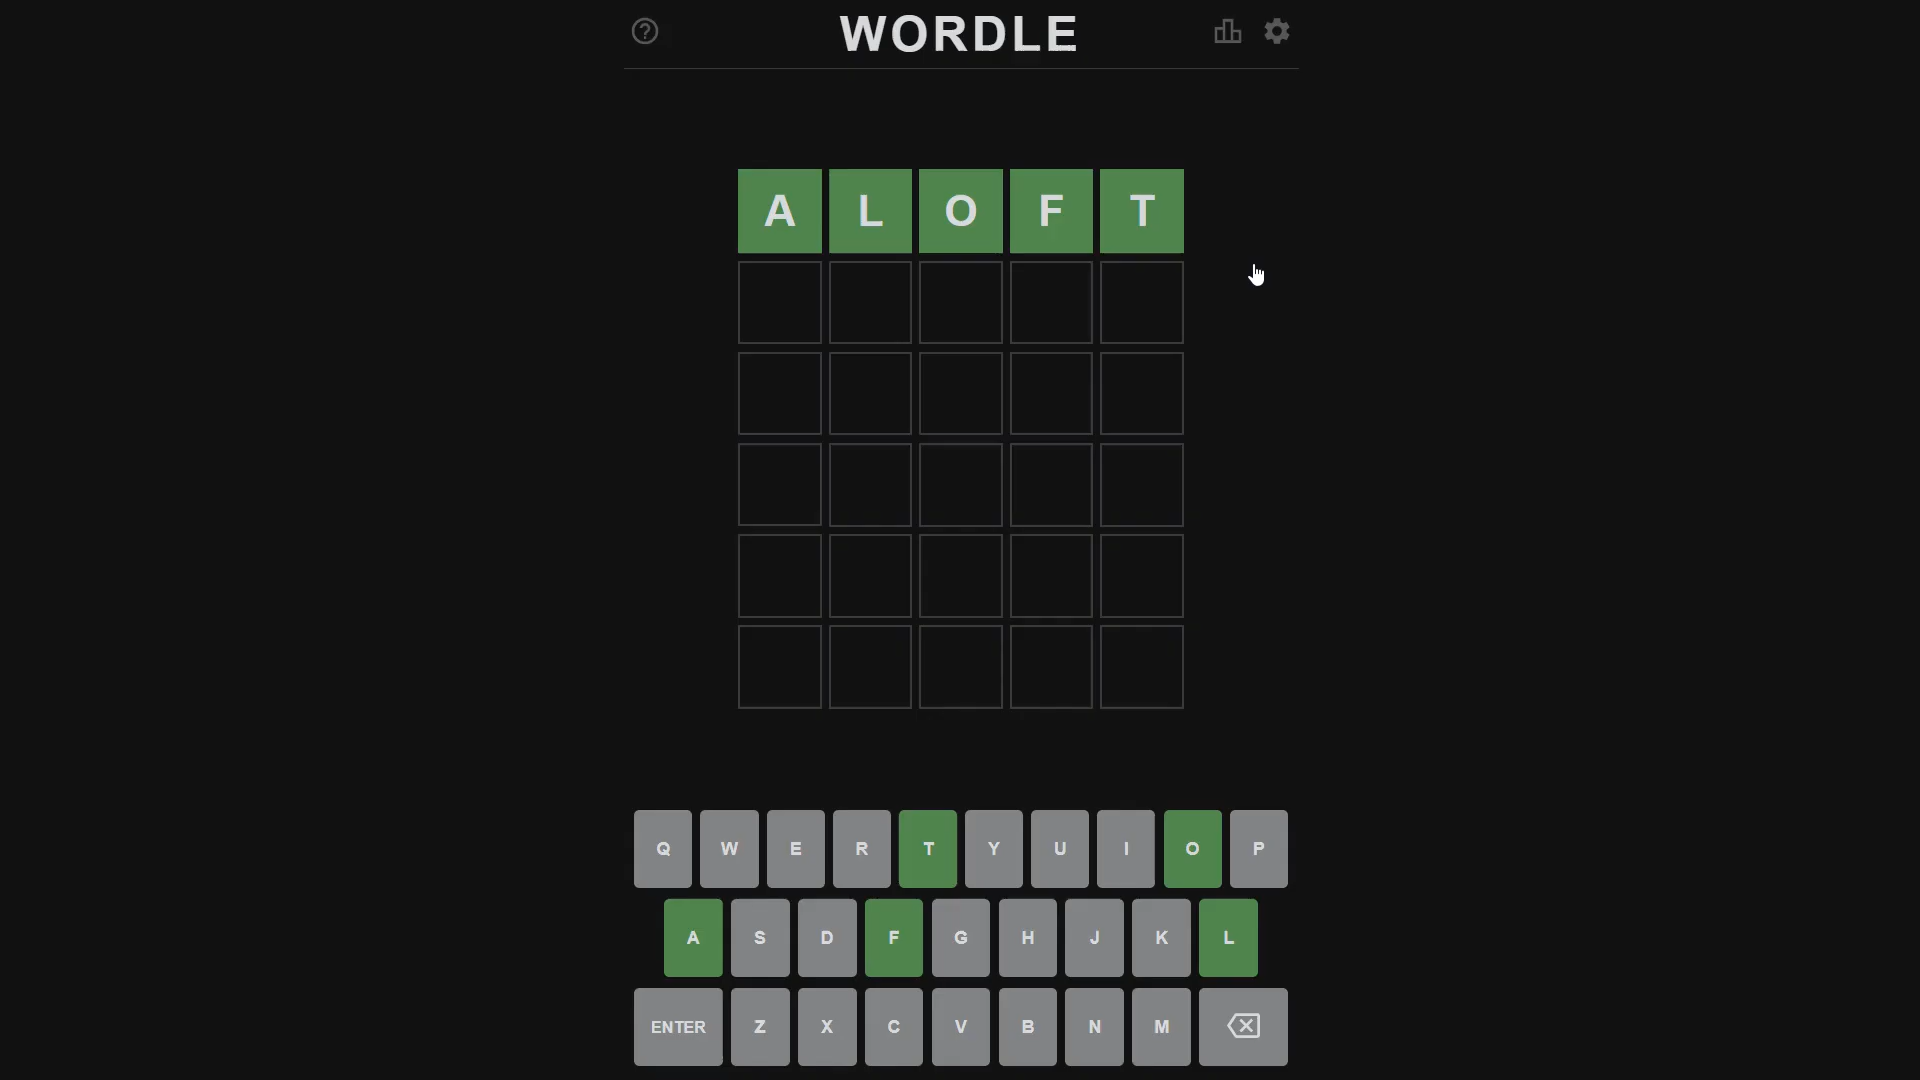 WORDLE
A L O F T
Q W E R T Y U I O P
A S D F G H J K L
ENTER Z X C V B N M